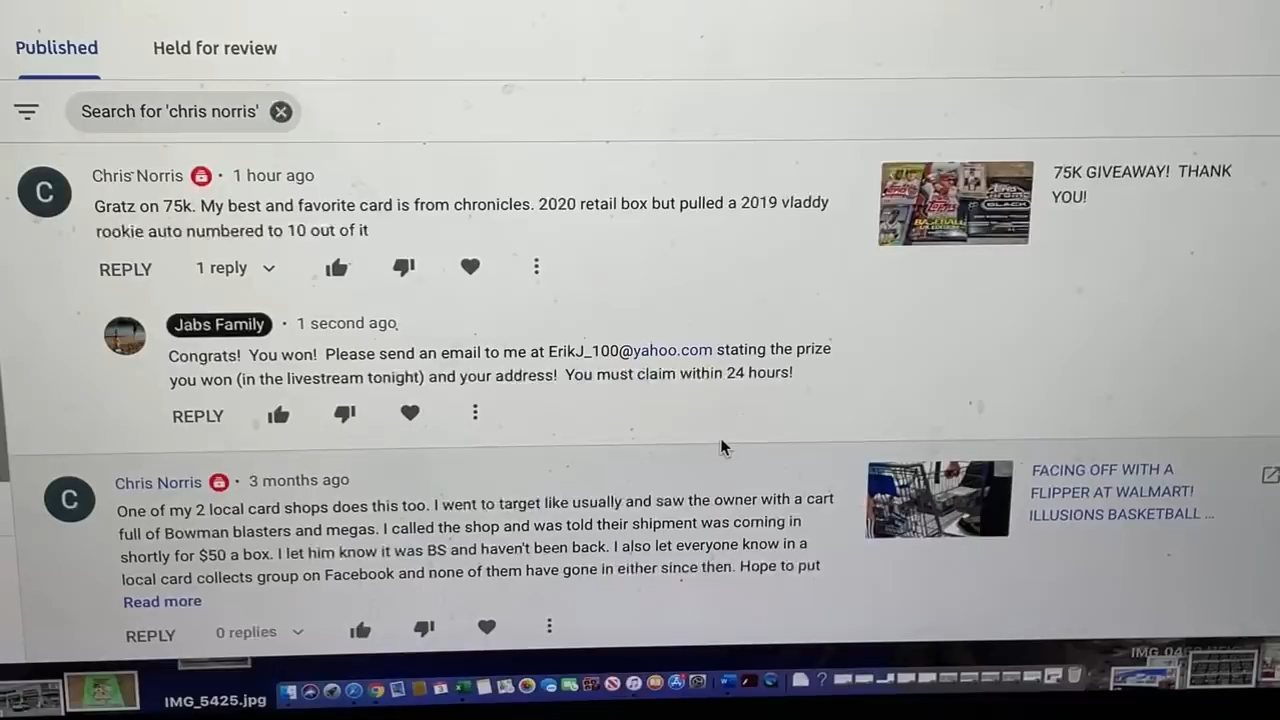 Published
Held for review
Search for 'chris norris'
Chris Norris • 1 hour ago
Gratz on 75k. My best and favorite card is from chronicles. 2020 retail box but pulled a 2019 vladdy
rookie auto numbered to 10 out of it
REPLY
1 reply
75K GIVEAWAY! THANK
YOU!
Jabs Family • 1 second ago
Congrats! You won! Please send an email to me at ErikJ_100@yahoo.com stating the prize
you won (in the livestream tonight) and your address! You must claim within 24 hours!
REPLY
Chris Norris • 3 months ago
One of my 2 local card shops does this too. I went to target like usually and saw the owner with a cart
full of Bowman blasters and megas. I called the shop and was told their shipment was coming in
shortly for $50 a box. I let him know it was BS and haven't been back. I also let everyone know in a
local card collects group on Facebook and none of them have gone in either since then. Hope to put
Read more
REPLY
0 replies
FACING OFF WITH A
FLIPPER AT WALMART!
ILLUSIONS BASKETBALL ...
IMG_5425.jpg